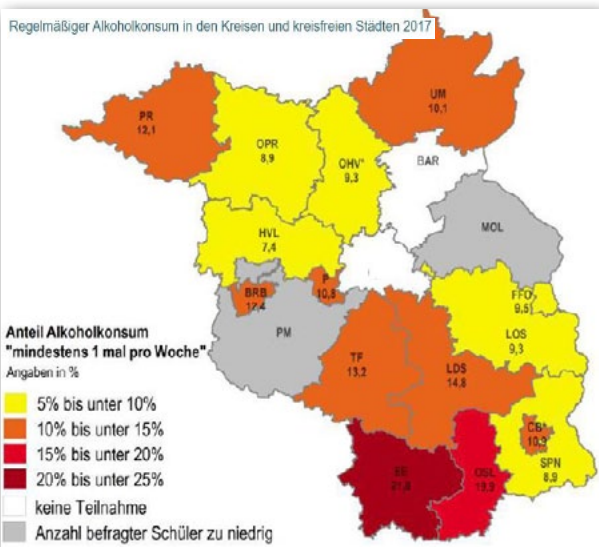 Regelmäßiger Alkoholkonsum in den Kreisen und kreisfreien Städten 2017
UM
10,1
PR
12,1
OPR
8,9
OHV*
9,3
BAR
MOL
HVL
7,4
P
10,8
BRB
12,4
PM
FFO
9,5
LOS
9,3
TF
13,2
LDS
14,8
CB*
10,3
SPN
8,9
EE
21,8
OSL
19,9
Anteil Alkoholkonsum
"mindestens 1 mal pro Woche"
Angaben in %
5% bis unter 10%
10% bis unter 15%
15% bis unter 20%
20% bis unter 25%
keine Teilnahme
Anzahl befragter Schüler zu niedrig